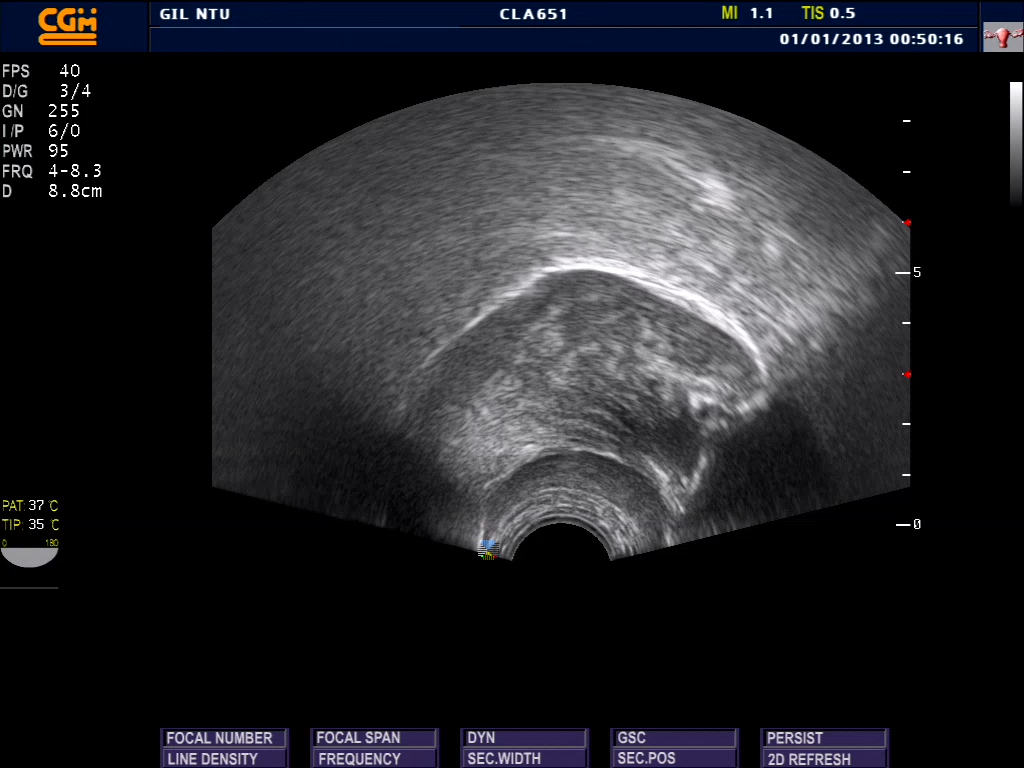 CGM
GIL NTU CLA651 MI 1.1 TIS 0.5
01/01/2013 00:50:16
FPS 40
D/G 3/4
GN 255
I/P 6/0
PWR 95
FRQ 4-8.3
D 8.8cm
5
PAT: 37 °C
TIP: 35 °C
0 180
0
FOCAL NUMBER FOCAL SPAN DYN GSC PERSIST
LINE DENSITY FREQUENCY SEC.WIDTH SEC.POS 2D REFRESH